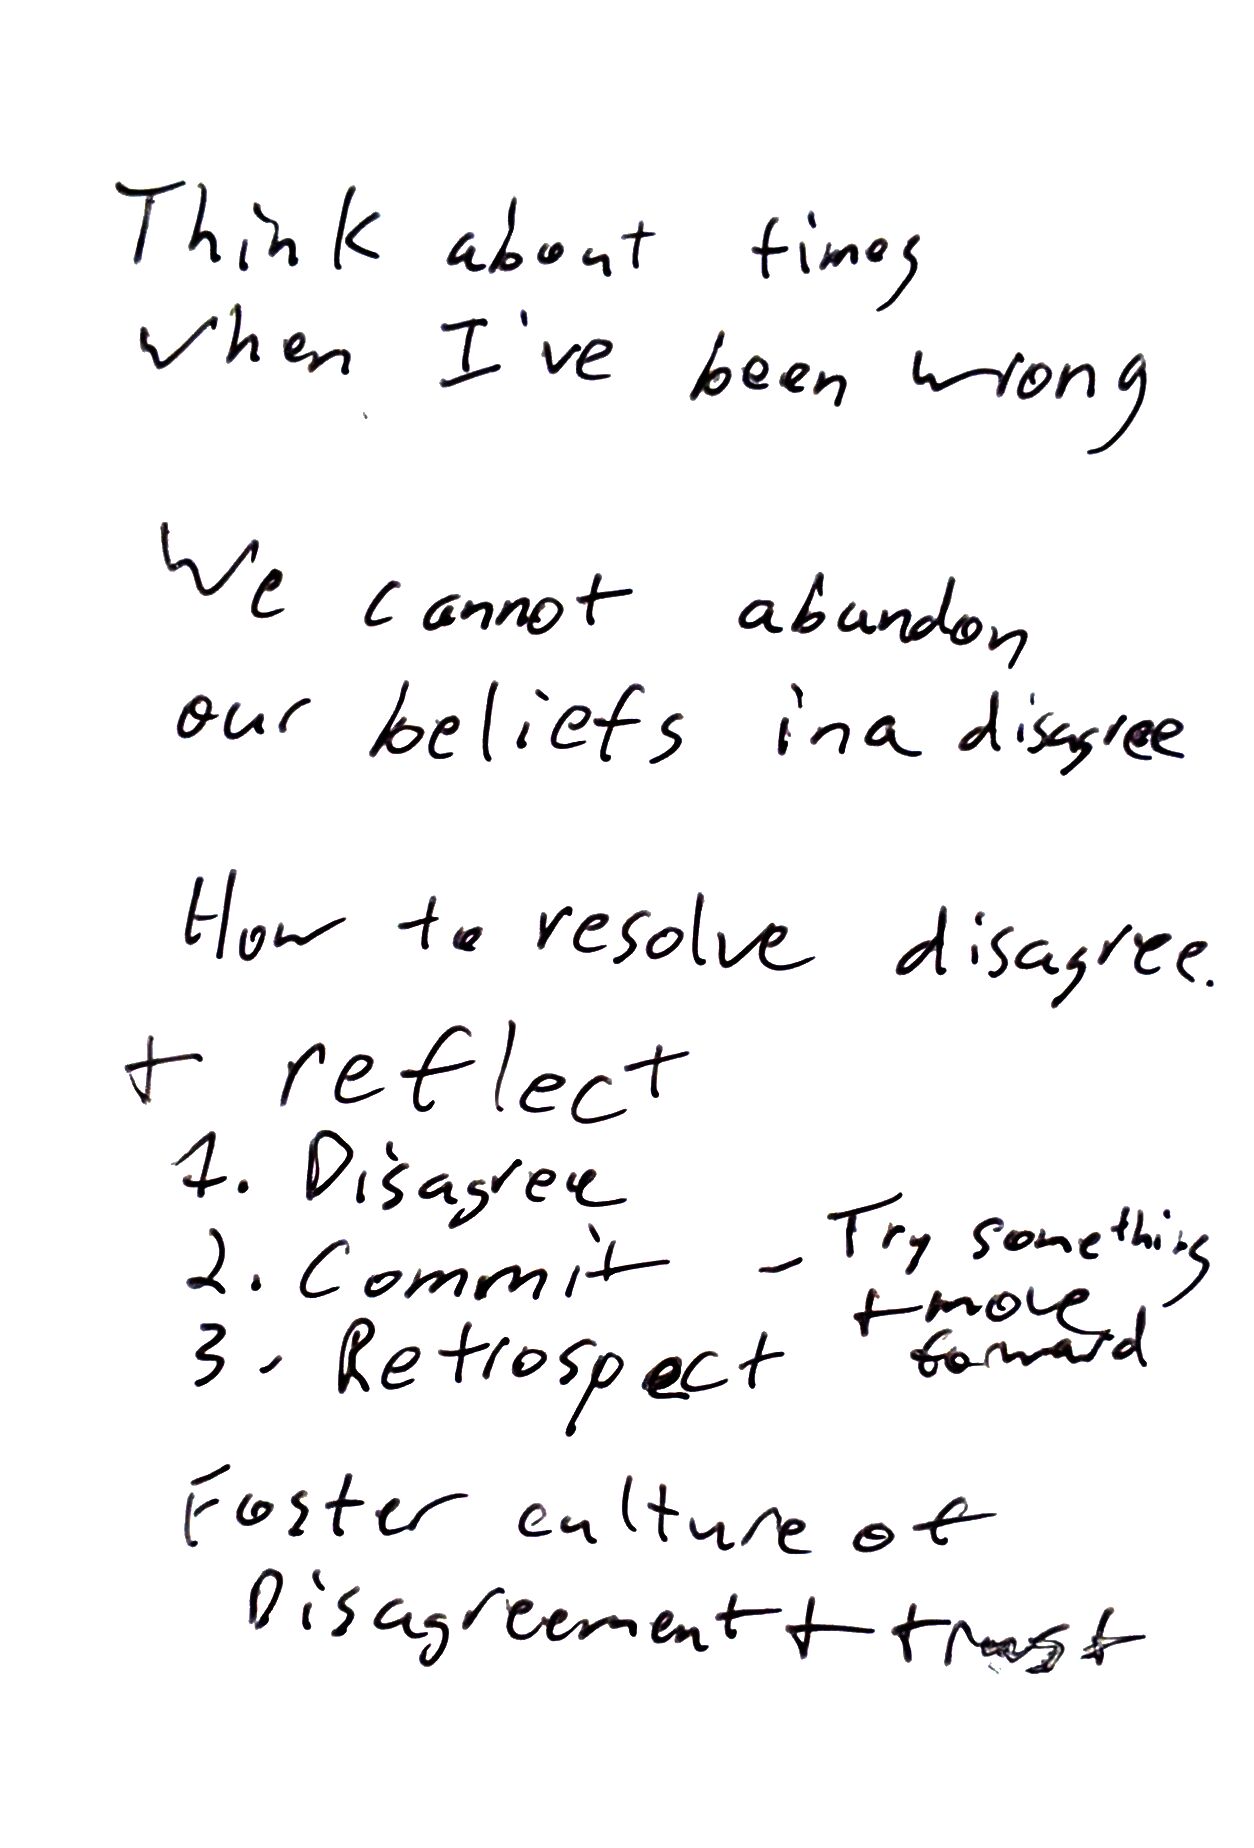 Think about times
when I've been wrong
We cannot abandon
our beliefs in a disagree
How to resolve disagree.
+ reflect
1. Disagree
2. Commit - Try something
+ move
forward
3. Retrospect
Foster culture of
Disagreement + trust